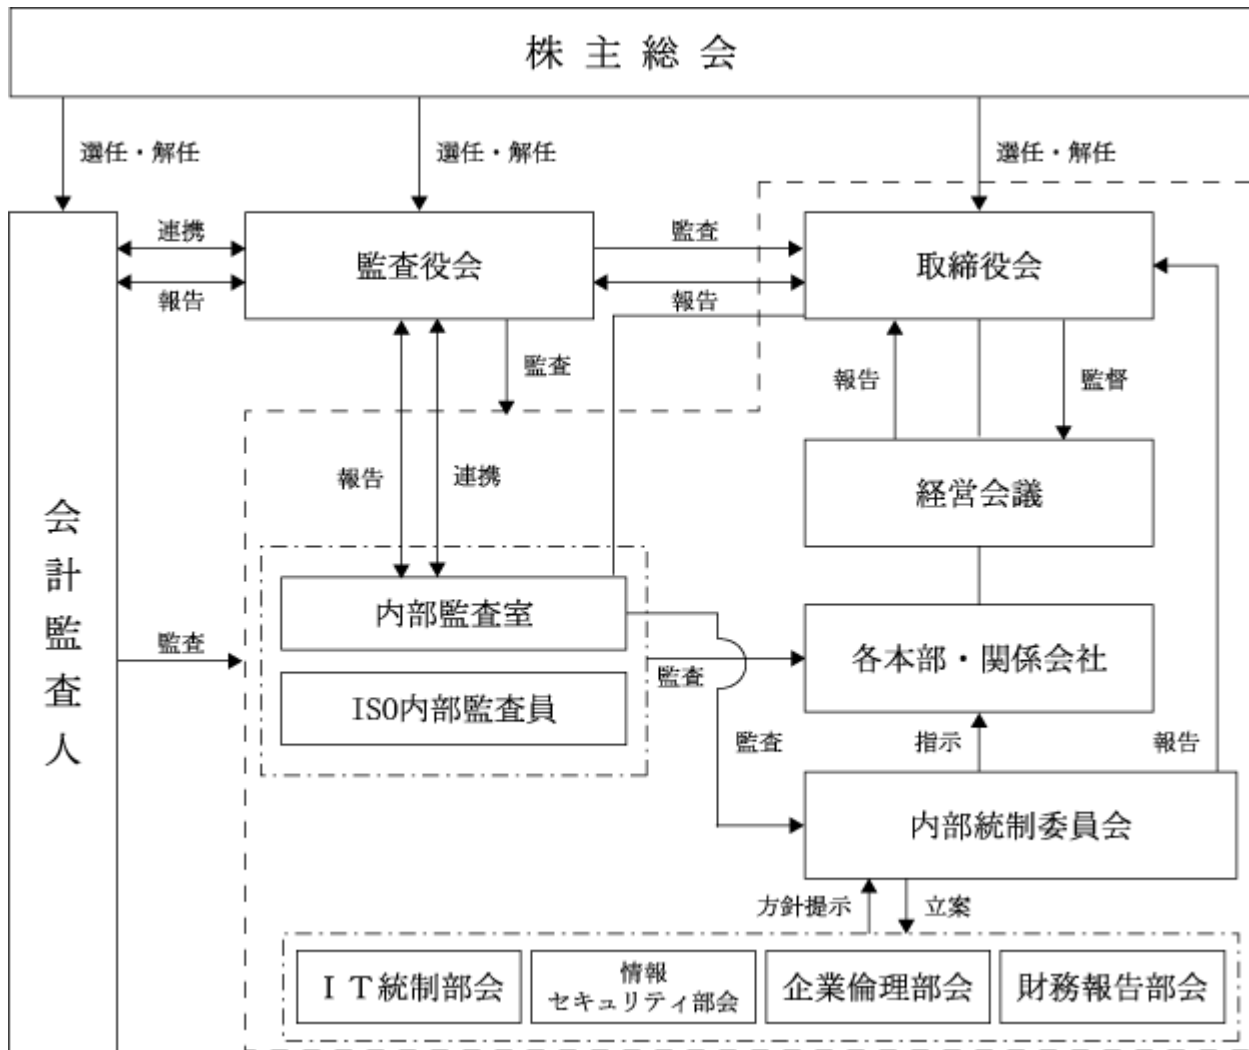 株主総会
選任・解任
選任・解任
選任・解任
連携
報告
監査役会
監査
報告
取締役会
監査
報告
監督
報告
連携
経営会議
会計監査人
監査
内部監査室
ISO内部監査員
監査
各本部・関係会社
監査
指示
報告
内部統制委員会
方針提示
立案
ＩＴ統制部会
情報
セキュリティ部会
企業倫理部会
財務報告部会